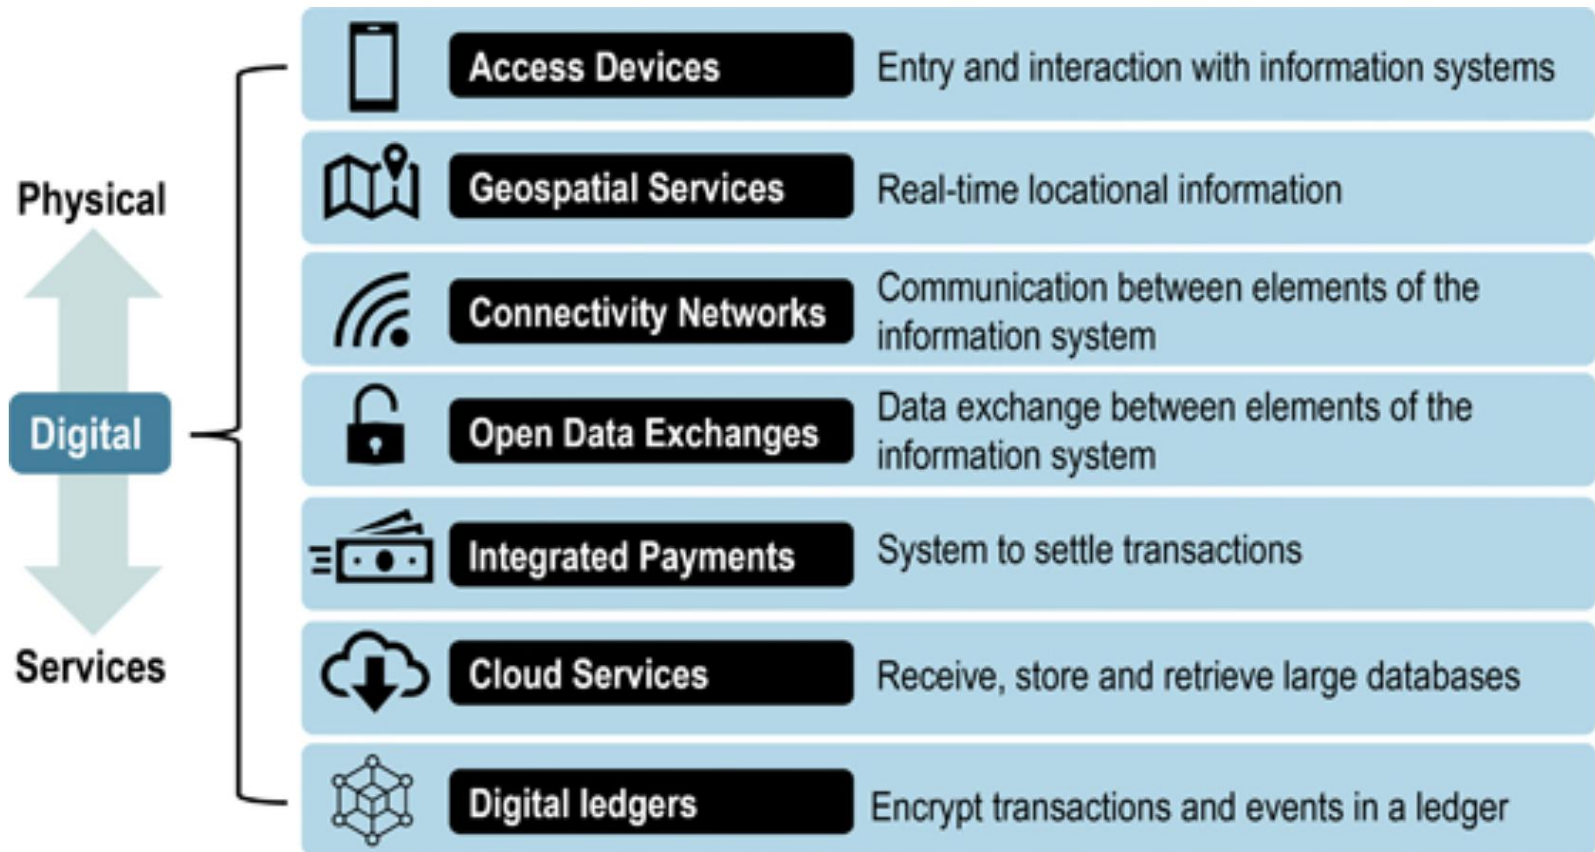 Physical
Digital
Services
Access Devices
Entry and interaction with information systems
Geospatial Services
Real-time locational information
Connectivity Networks
Communication between elements of the
information system
Open Data Exchanges
Data exchange between elements of the
information system
Integrated Payments
System to settle transactions
Cloud Services
Receive, store and retrieve large databases
Digital ledgers
Encrypt transactions and events in a ledger